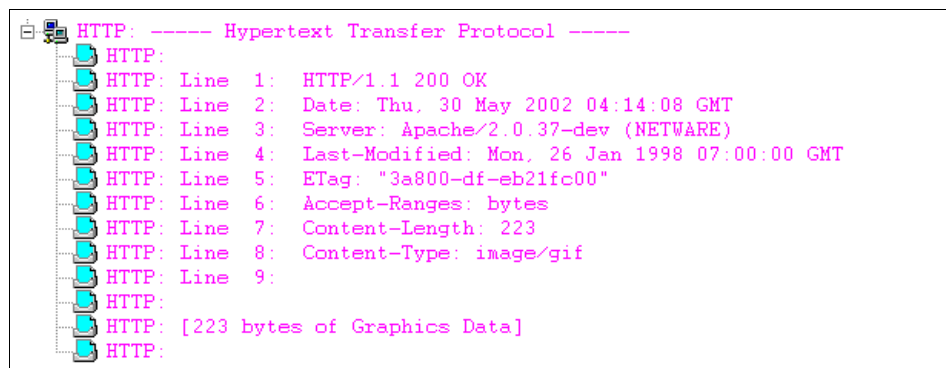 HTTP: ----- Hypertext Transfer Protocol -----
HTTP:
HTTP: Line 1: HTTP/1.1 200 OK
HTTP: Line 2: Date: Thu, 30 May 2002 04:14:08 GMT
HTTP: Line 3: Server: Apache/2.0.37-dev (NETWARE)
HTTP: Line 4: Last-Modified: Mon, 26 Jan 1998 07:00:00 GMT
HTTP: Line 5: ETag: "3a800-df-eb21fc00"
HTTP: Line 6: Accept-Ranges: bytes
HTTP: Line 7: Content-Length: 223
HTTP: Line 8: Content-Type: image/gif
HTTP: Line 9:
HTTP:
HTTP: [223 bytes of Graphics Data]
HTTP: